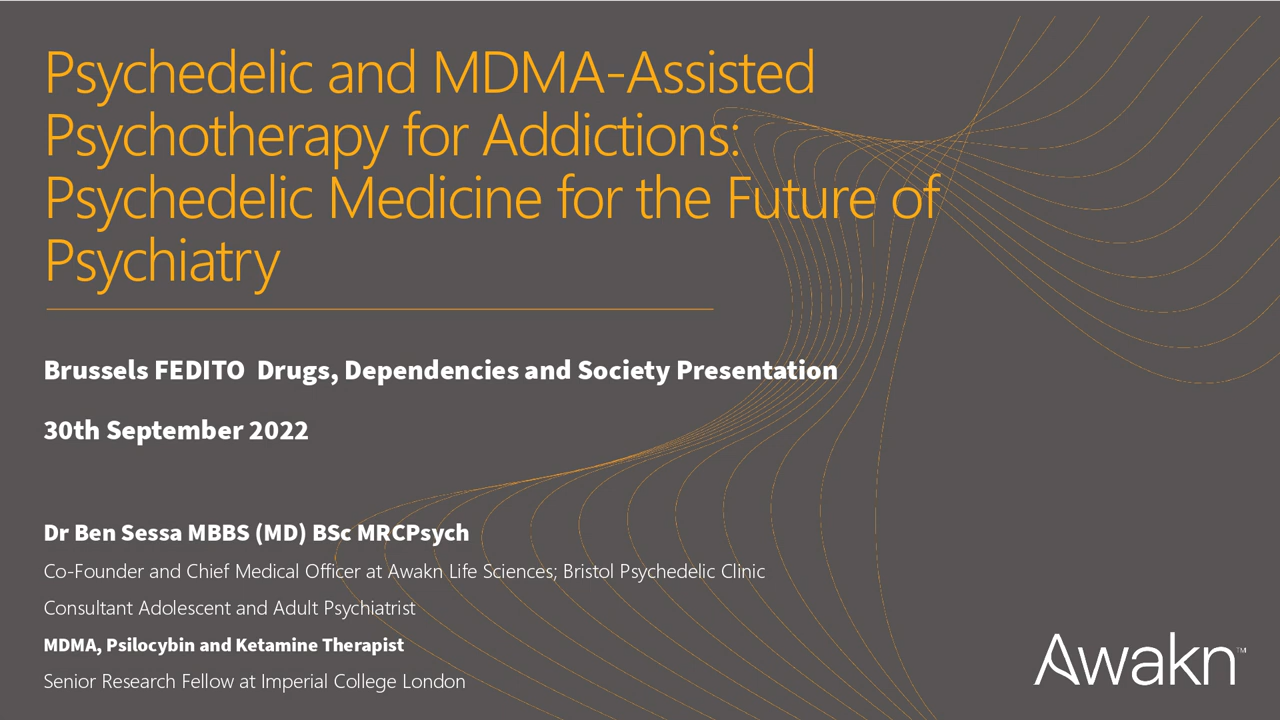 Psychedelic and MDMA-Assisted
Psychotherapy for Addictions:
Psychedelic Medicine for the Future of
Psychiatry
Brussels FEDITO  Drugs, Dependencies and Society Presentation
30th September 2022
Dr Ben Sessa MBBS (MD) BSc MRCPsych
Co-Founder and Chief Medical Officer at Awakn Life Sciences; Bristol Psychedelic Clinic
Consultant Adolescent and Adult Psychiatrist
MDMA, Psilocybin and Ketamine Therapist
Senior Research Fellow at Imperial College London
Awakn™